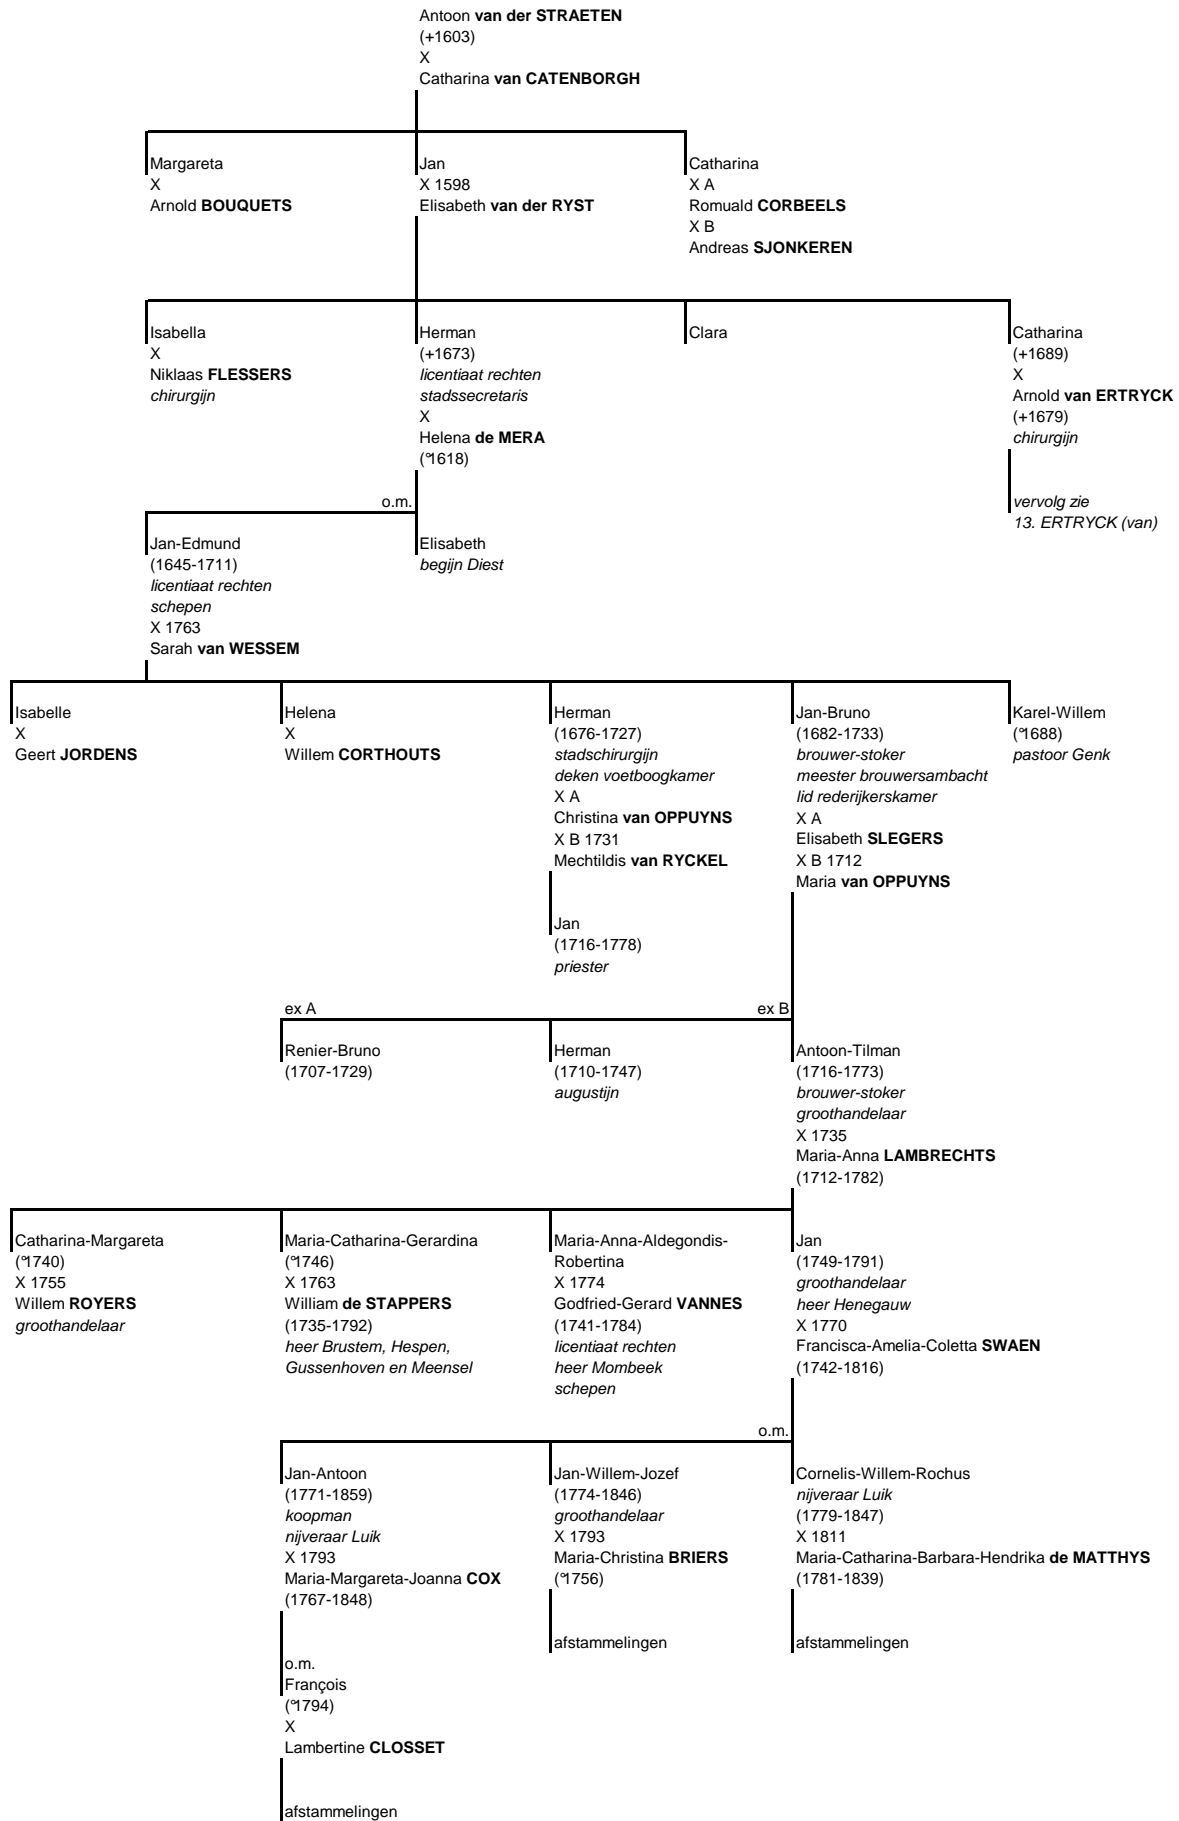 Antoon van der STRAETEN
(+1603)
X
Catharina van CATENBORGH
Margareta
X
Arnold BOUQUETS
Jan
X 1598
Elisabeth van der RYST
Catharina
X A
Romuald CORBEELS
X B
Andreas SJONKEREN
Isabella
X
Niklaas FLESSERS
chirurgijn
Herman
(+1673)
licentiaat rechten
stadssecretaris
X
Helena de MERA
(°1618)
Clara
Catharina
(+1689)
X
Arnold van ERTRYCK
(+1679)
chirurgijn
vervolg zie
13. ERTRYCK (van)
o.m.
Jan-Edmund
(1645-1711)
licentiaat rechten
schepen
X 1763
Sarah van WESSEM
Elisabeth
begijn Diest
Isabelle
X
Geert JORDENS
Helena
X
Willem CORTHOUTS
Herman
(1676-1727)
stadschirurgijn
deken voetboogkamer
X A
Christina van OPPUYNS
X B 1731
Mechtildis van RYCKEL
Jan-Bruno
(1682-1733)
brouwer-stoker
meester brouwersambacht
lid rederijkerskamer
X A
Elisabeth SLEGERS
X B 1712
Maria van OPPUYNS
Karel-Willem
(°1688)
pastoor Genk
Jan
(1716-1778)
priester
ex A
ex B
Renier-Bruno
(1707-1729)
Herman
(1710-1747)
augustijn
Antoon-Tilman
(1716-1773)
brouwer-stoker
groothandelaar
X 1735
Maria-Anna LAMBRECHTS
(1712-1782)
Catharina-Margareta
(°1740)
X 1755
Willem ROYERS
groothandelaar
Maria-Catharina-Gerardina
(°1746)
X 1763
William de STAPPERS
(1735-1792)
heer Brustem, Hespen,
Gussenhoven en Meensel
Maria-Anna-Aldegondis-
Robertina
X 1774
Godfried-Gerard VANNES
(1741-1784)
licentiaat rechten
heer Mombeek
schepen
Jan
(1749-1791)
groothandelaar
heer Henegauw
X 1770
Francisca-Amelia-Coletta SWAEN
(1742-1816)
o.m.
Jan-Antoon
(1771-1859)
koopman
nijveraar Luik
X 1793
Maria-Margareta-Joanna COX
(1767-1848)
Jan-Willem-Jozef
(1774-1846)
groothandelaar
X 1793
Maria-Christina BRIERS
(°1756)
Cornelis-Willem-Rochus
nijveraar Luik
(1779-1847)
X 1811
Maria-Catharina-Barbara-Hendrika de MATTHYS
(1781-1839)
afstammelingen
afstammelingen
o.m.
François
(°1794)
X
Lambertine CLOSSET
afstammelingen